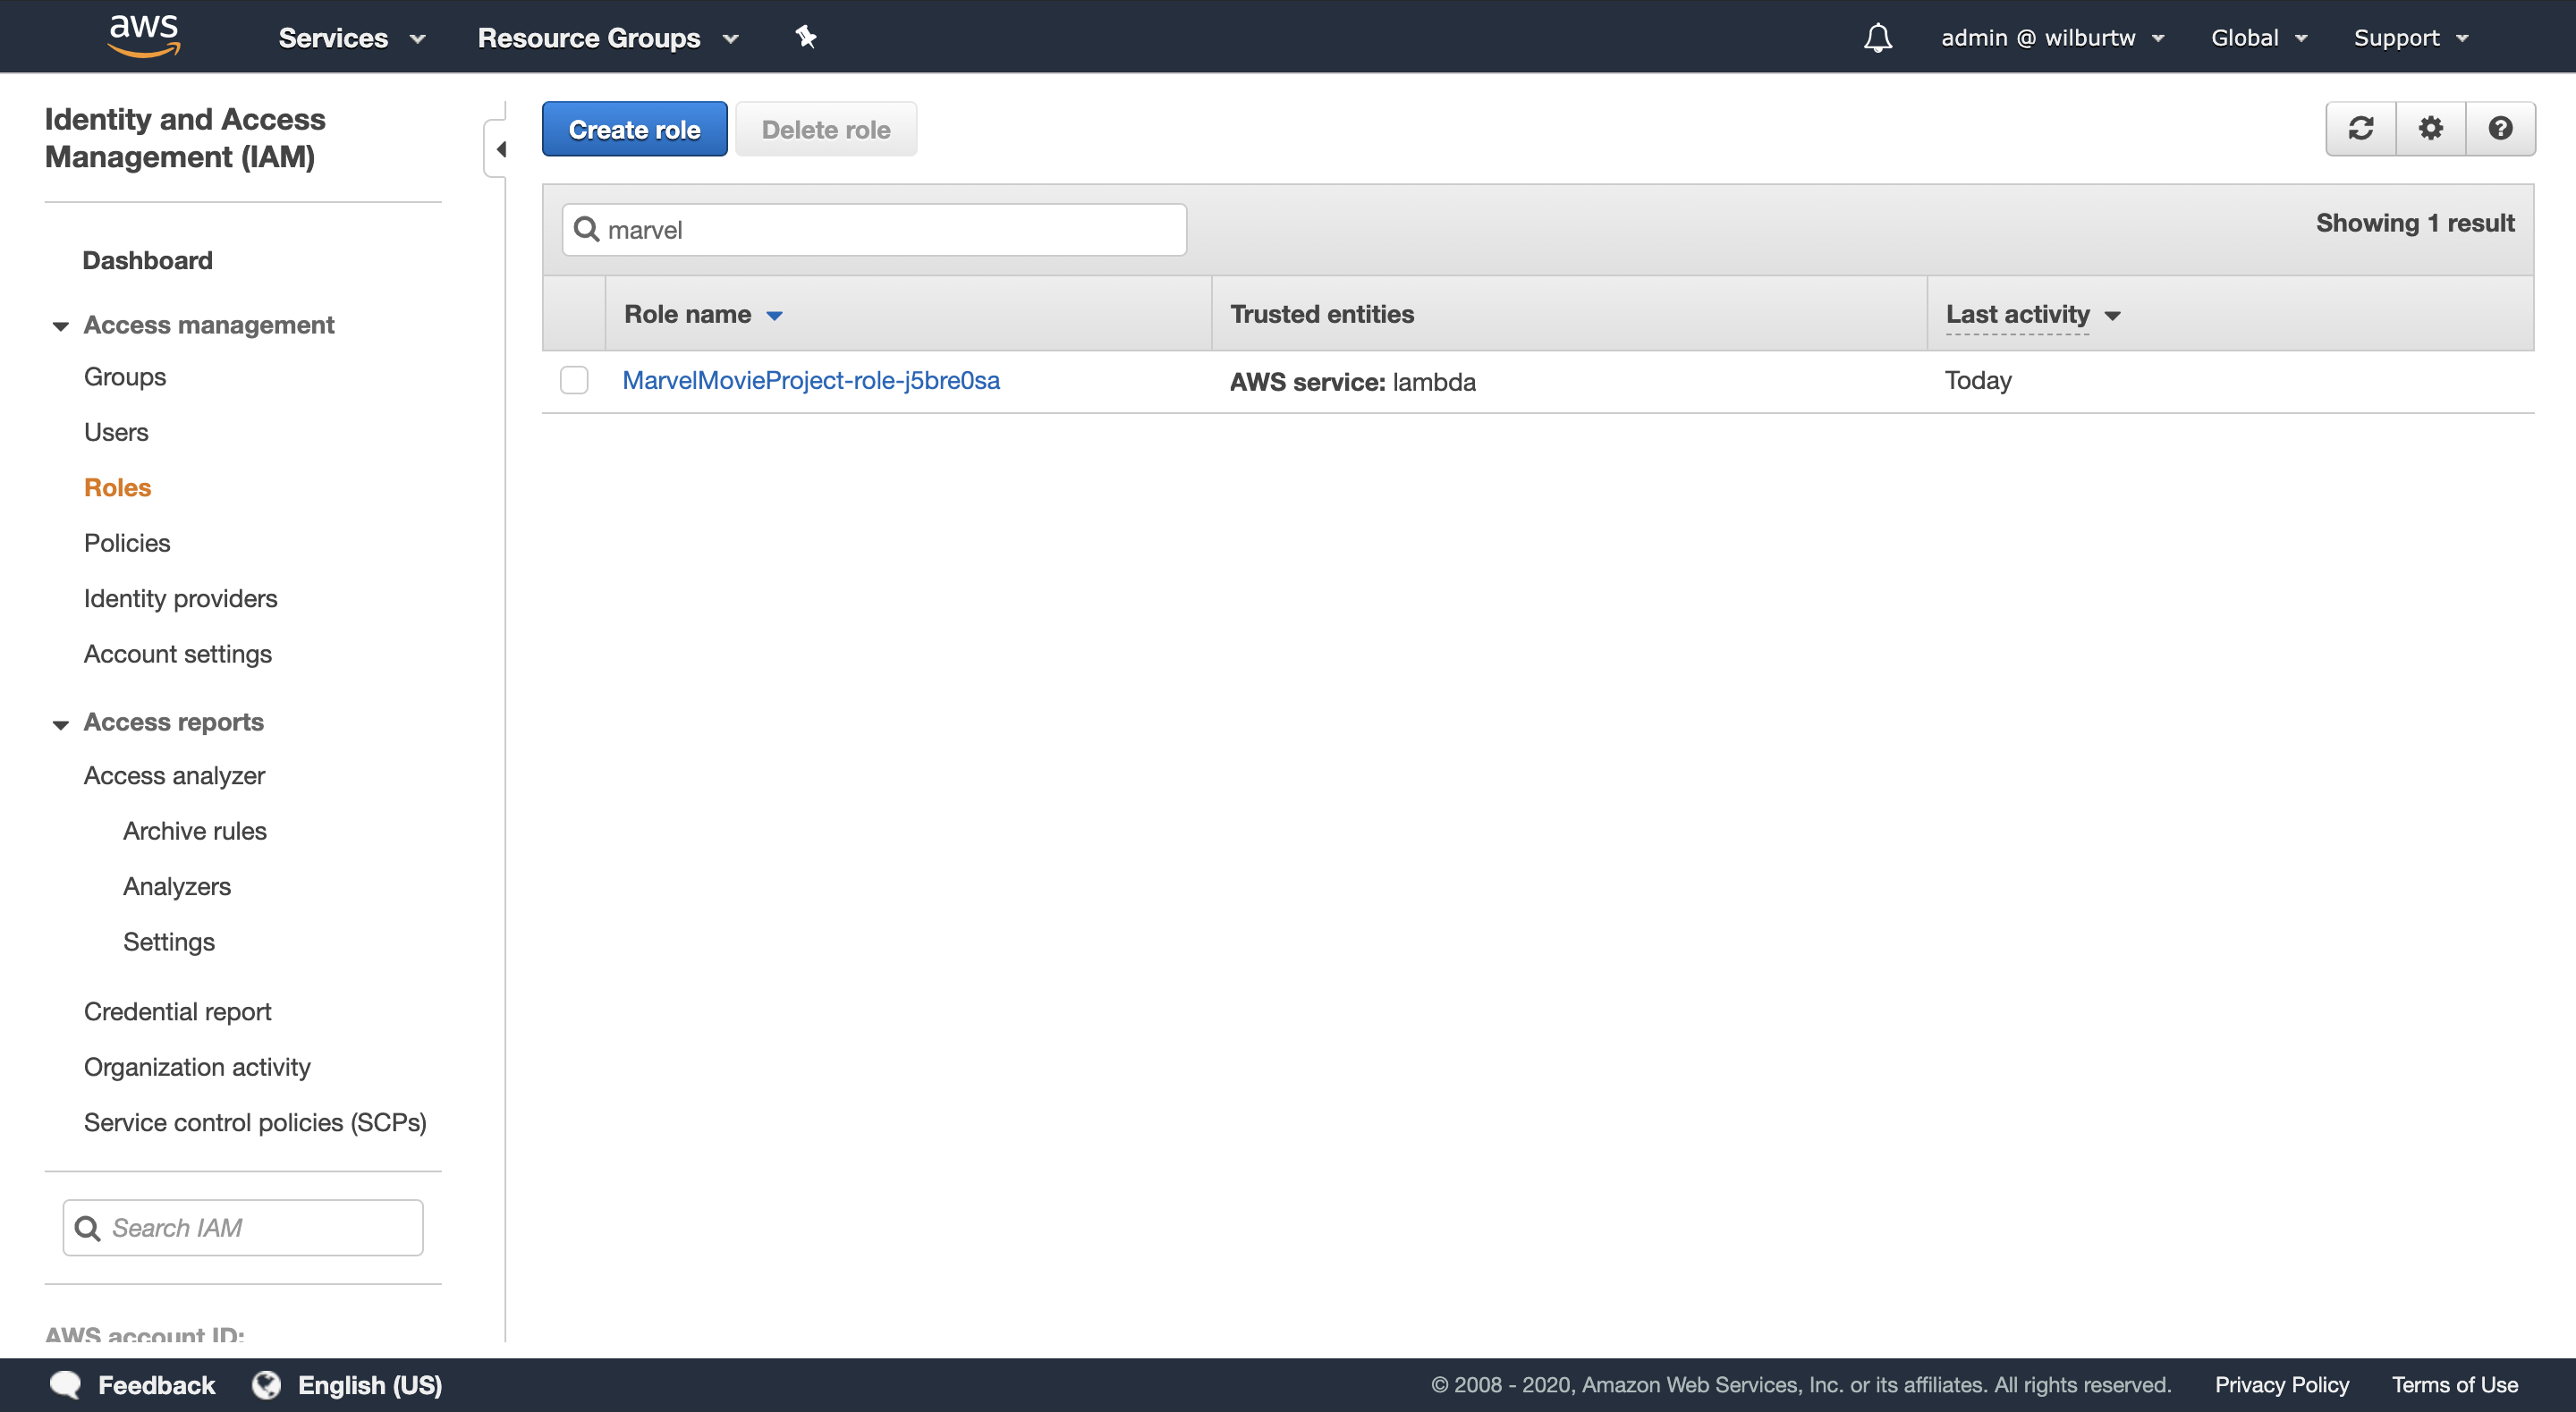 aws
Services
Resource Groups
admin @ wilburtw
Global
Support
Identity and Access
Management (IAM)
Dashboard
Access management
Groups
Users
Roles
Policies
Identity providers
Account settings
Access reports
Access analyzer
Archive rules
Analyzers
Settings
Credential report
Organization activity
Service control policies (SCPs)
Search IAM
AWS account ID:
Create role
Delete role
marvel
Showing 1 result
Role name
Trusted entities
Last activity
MarvelMovieProject-role-j5bre0sa
AWS service: lambda
Today
Feedback
English (US)
© 2008 - 2020, Amazon Web Services, Inc. or its affiliates. All rights reserved.
Privacy Policy
Terms of Use